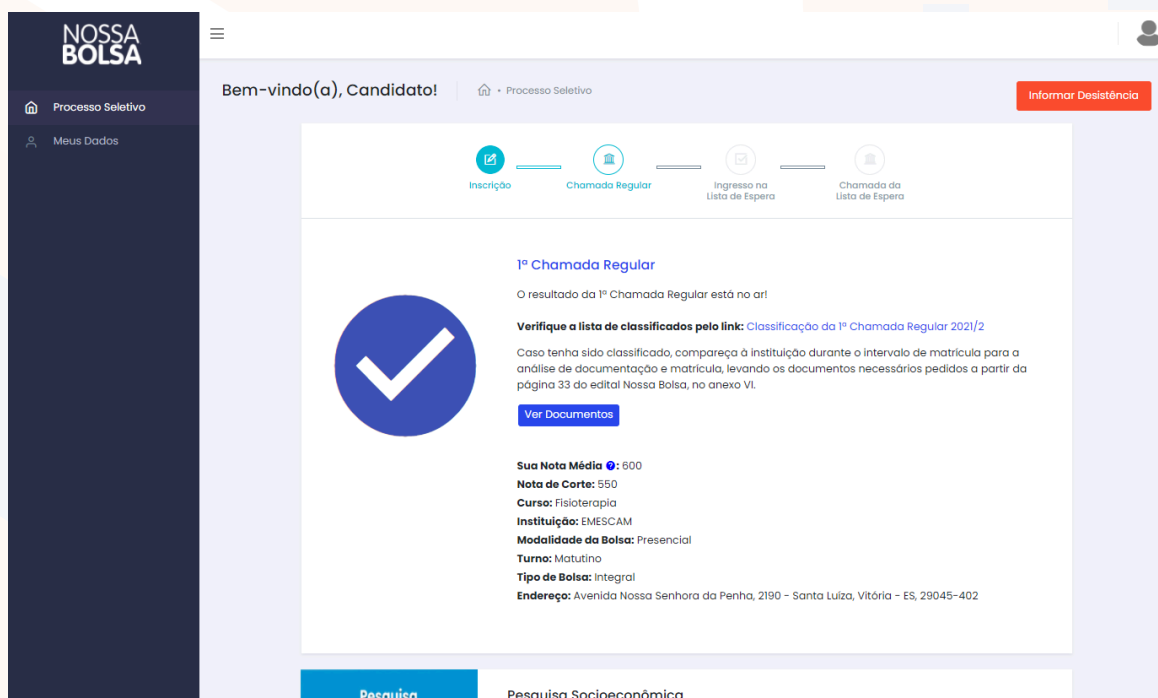 NOSSA
BOLSA
Processo Seletivo
Meus Dados
Bem-vindo(a), Candidato!
• Processo Seletivo
Informar Desistência
Inscrição
Chamada Regular
Ingresso na
Lista de Espera
Chamada da
Lista de Espera
1ª Chamada Regular
O resultado da 1ª Chamada Regular está no ar!
Verifique a lista de classificados pelo link: Classificação da 1ª Chamada Regular 2021/2
Caso tenha sido classificado, compareça à instituição durante o intervalo de matrícula para a
análise de documentação e matrícula, levando os documentos necessários pedidos a partir da
página 33 do edital Nossa Bolsa, no anexo VI.
Ver Documentos
Sua Nota Média ?: 600
Nota de Corte: 550
Curso: Fisioterapia
Instituição: EMESCAM
Modalidade da Bolsa: Presencial
Turno: Matutino
Tipo de Bolsa: Integral
Endereço: Avenida Nossa Senhora da Penha, 2190 - Santa Luíza, Vitória - ES, 29045-402
Pesquisa
Pesquisa Socioeconômica